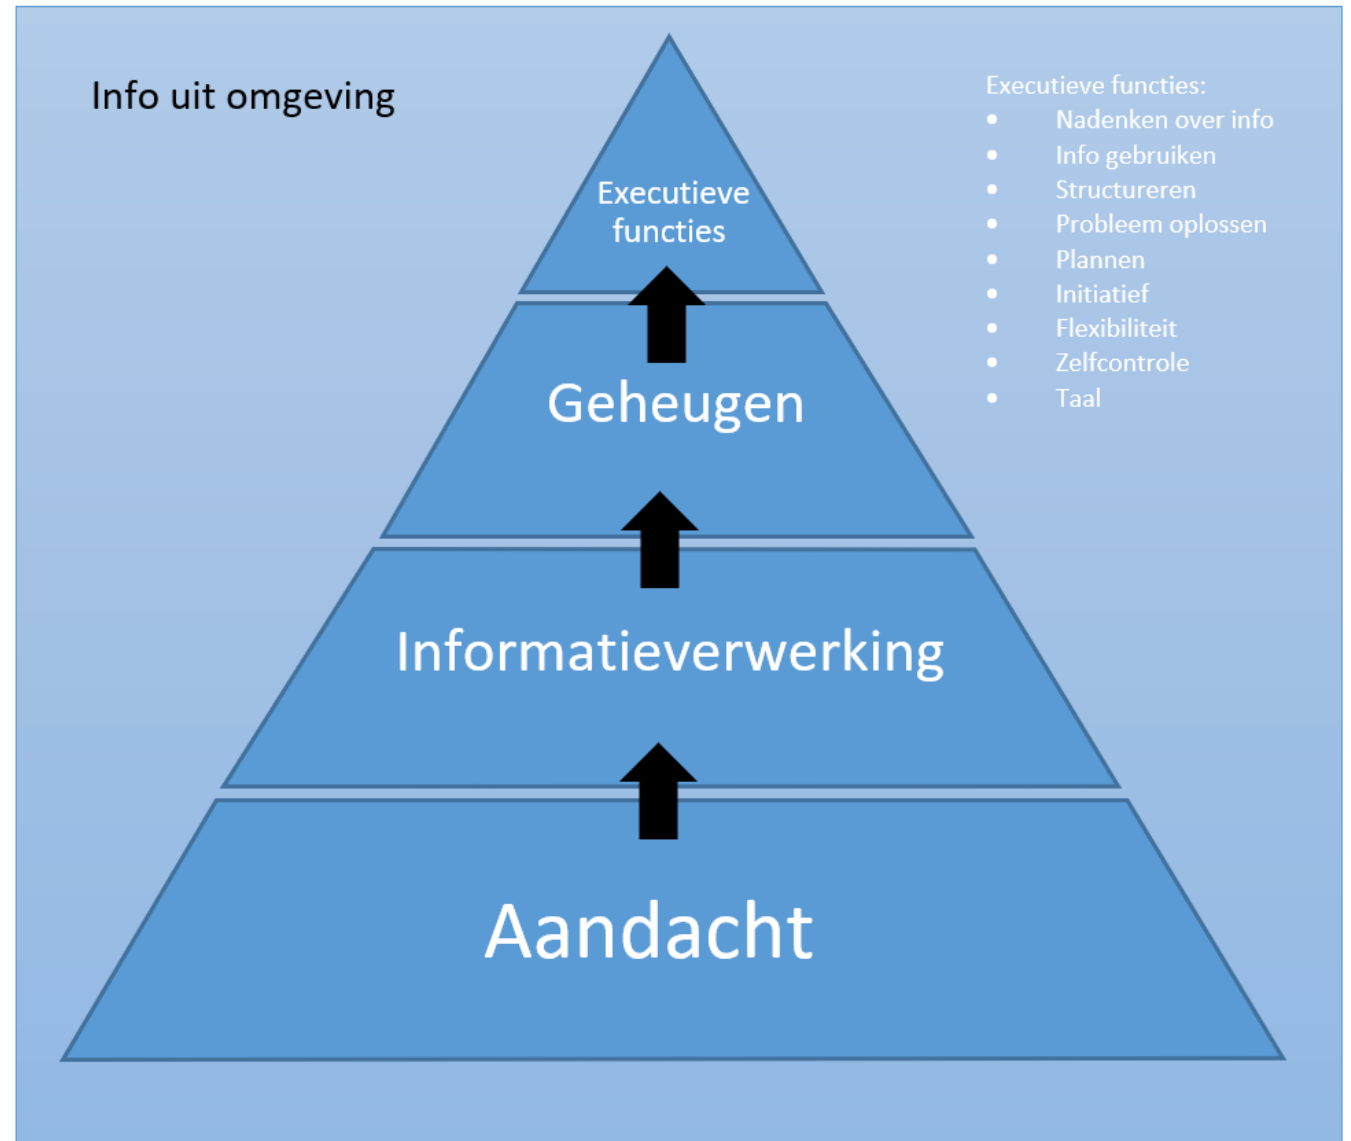 Info uit omgeving
Executieve functies:
• Nadenken over info
• Info gebruiken
• Structureren
• Probleem oplossen
• Plannen
• Initiatief
• Flexibiliteit
• Zelfcontrole
• Taal
Executieve
functies
Geheugen
Informatieverwerking
Aandacht